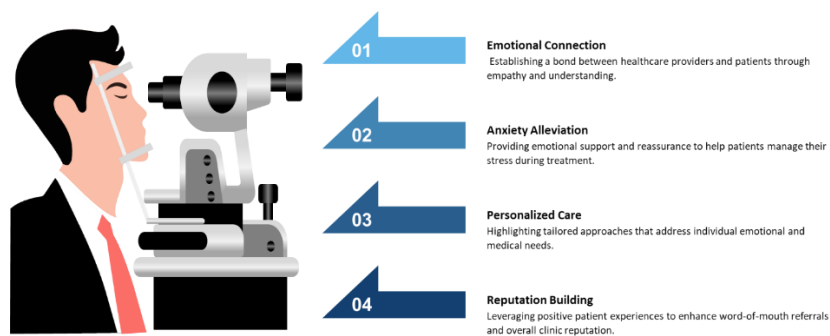 01
Emotional Connection
Establishing a bond between healthcare providers and patients through
empathy and understanding.
02
Anxiety Alleviation
Providing emotional support and reassurance to help patients manage their
stress during treatment.
03
Personalized Care
Highlighting tailored approaches that address individual emotional and
medical needs.
04
Reputation Building
Leveraging positive patient experiences to enhance word-of-mouth referrals
and overall clinic reputation.